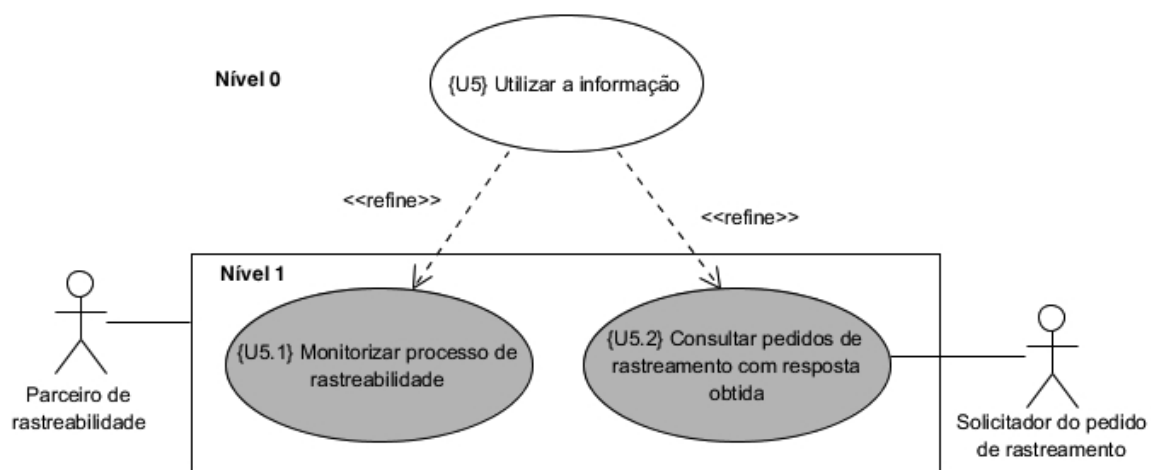 Nível 0
{U5} Utilizar a informação
<<refine>>
<<refine>>
Nível 1
{U5.1} Monitorizar processo de
rastreabilidade
{U5.2} Consultar pedidos de
rastreamento com resposta
obtida
Parceiro de
rastreabilidade
Solicitador do pedido
de rastreamento